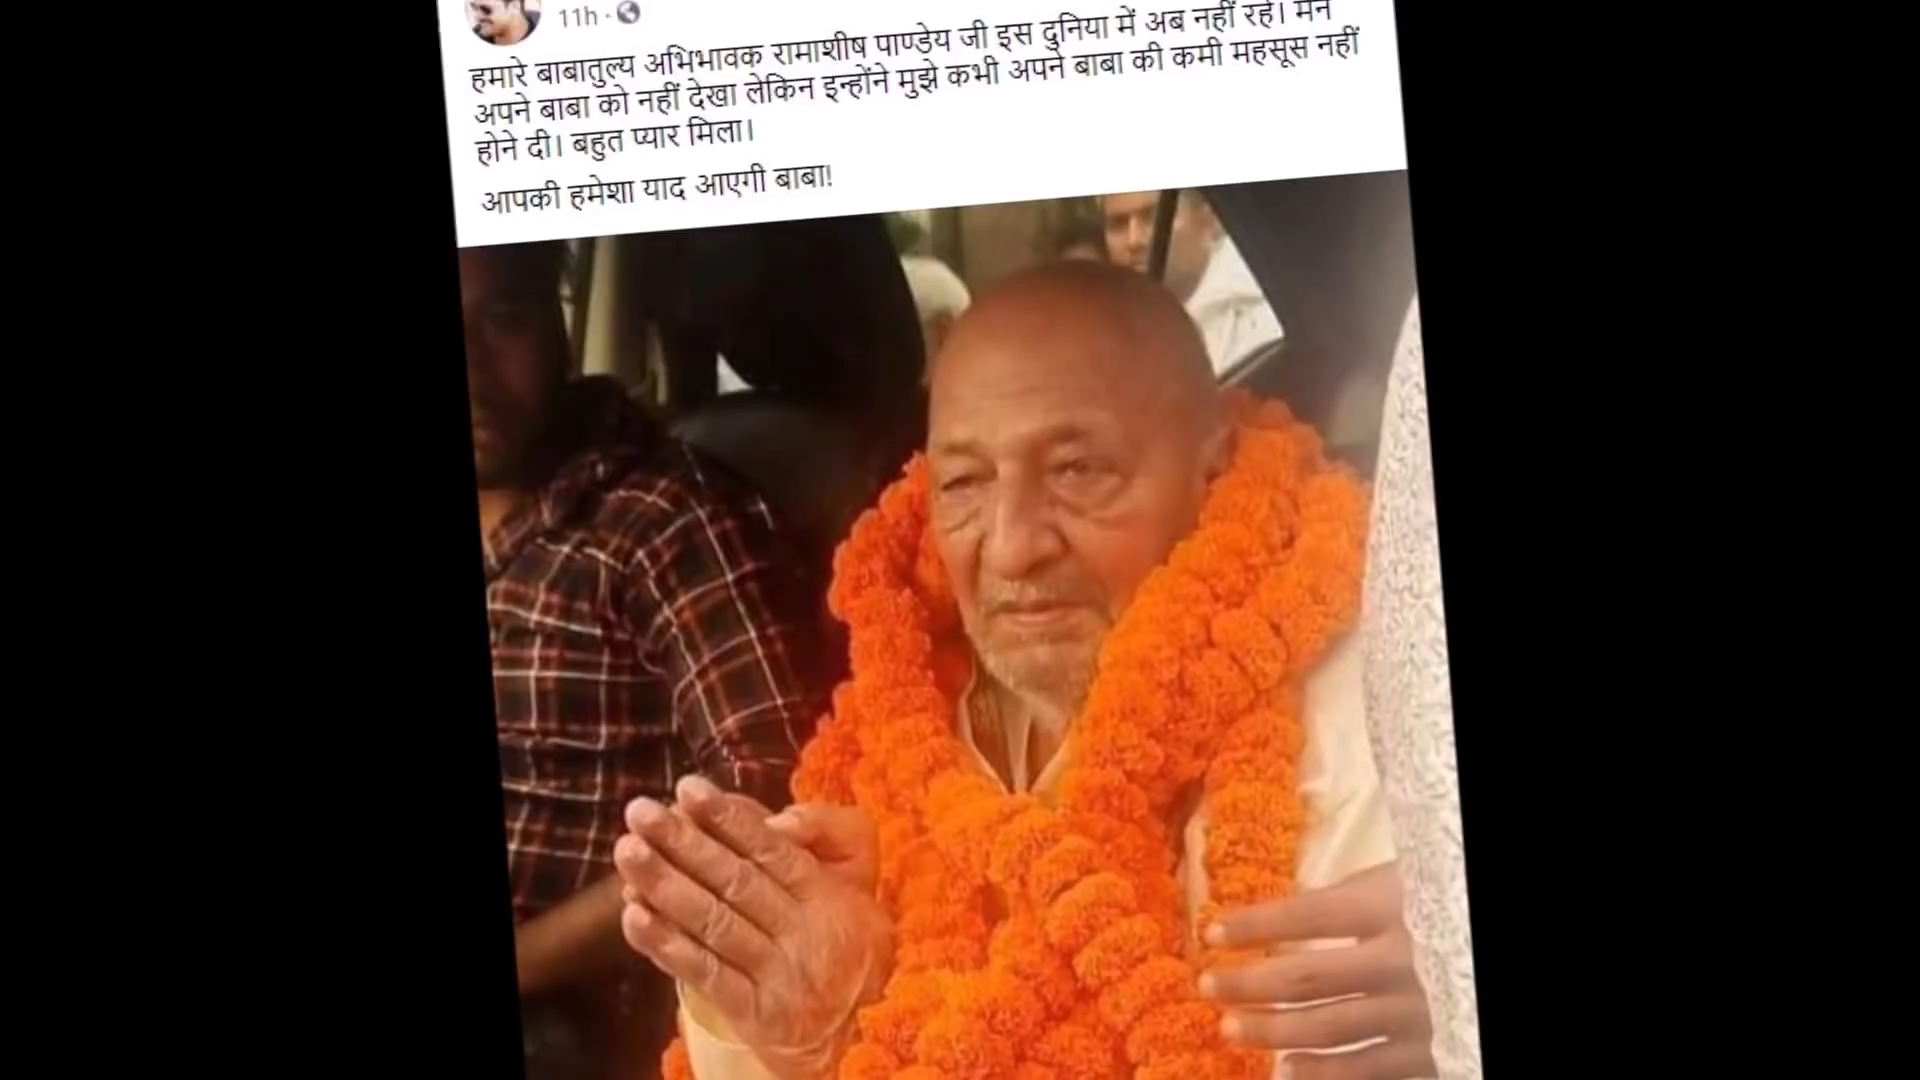 11h
हमारे बाबातुल्य अभिभावक रामाशीष पाण्डेय जी इस दुनिया में अब नहीं रहे। मैंने
अपने बाबा को नहीं देखा लेकिन इन्होंने मुझे कभी अपने बाबा की कमी महसूस नहीं
होने दी। बहुत प्यार मिला।
आपकी हमेशा याद आएगी बाबा!